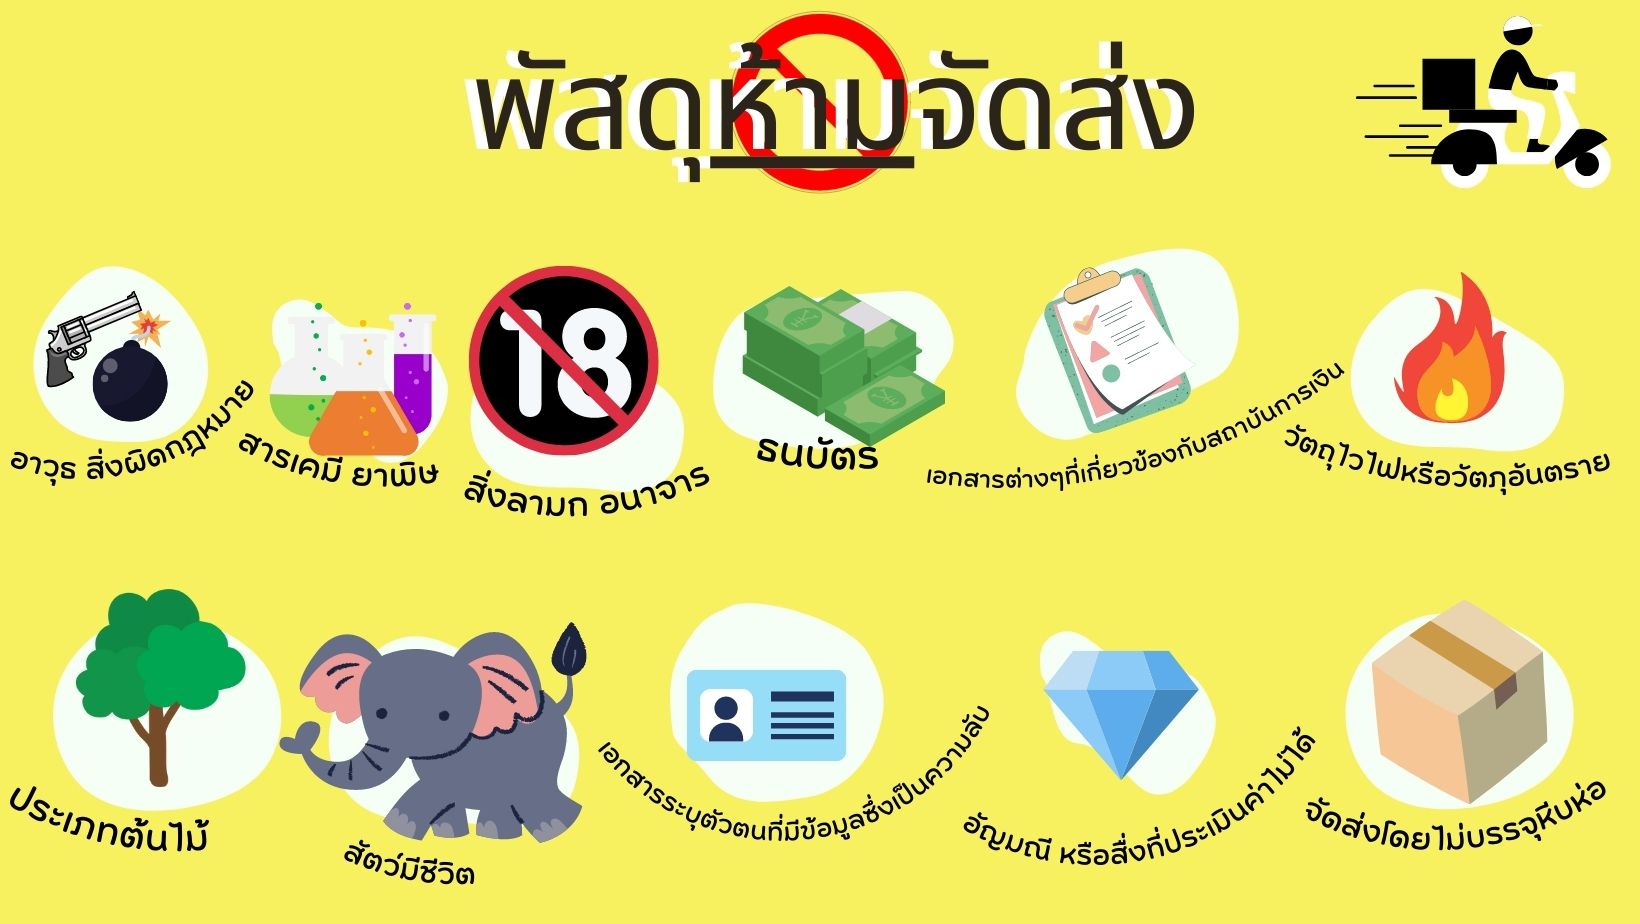 พัสดุห้ามจัดส่ง
อาวุธ สิ่งผิดกฎหมาย
สารเคมี ยาพิษ
18
สิ่งลามก อนาจาร
ธนบัตร
เอกสารต่างๆที่เกี่ยวข้องกับสถาบันการเงิน
วัตถุไวไฟหรือวัตภุอันตราย
ประเภทต้นไม้
สัตว์มีชีวิต
เอกสารระบุตัวตนที่มีข้อมูลซึ่งเป็นความลับ
อัญมณี หรือสื่งที่ประเมินค่าไม่ได้
จัดส่งโดยไม่บรรจุหีบห่อ